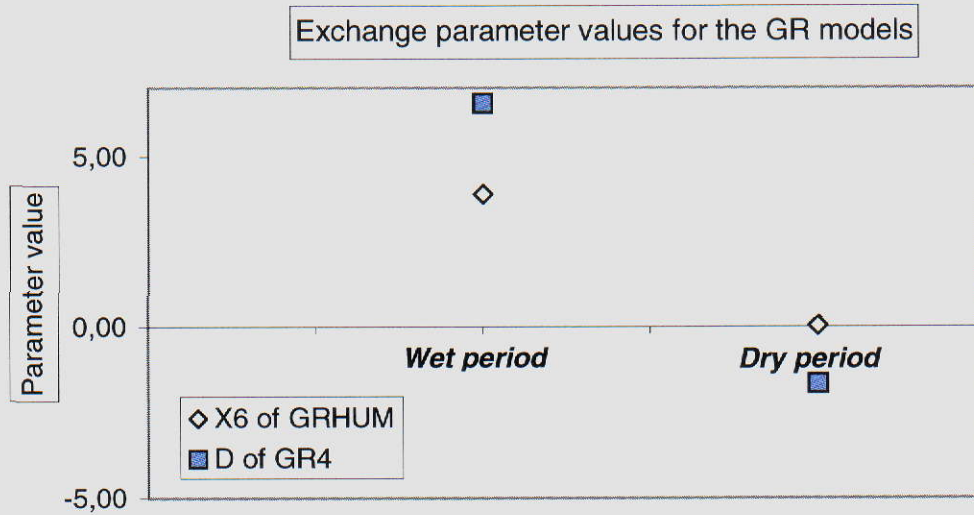 Exchange parameter values for the GR models
5,00
Parameter value
0,00
Wet period
Dry period
X6 of GRHUM
D of GR4
-5,00